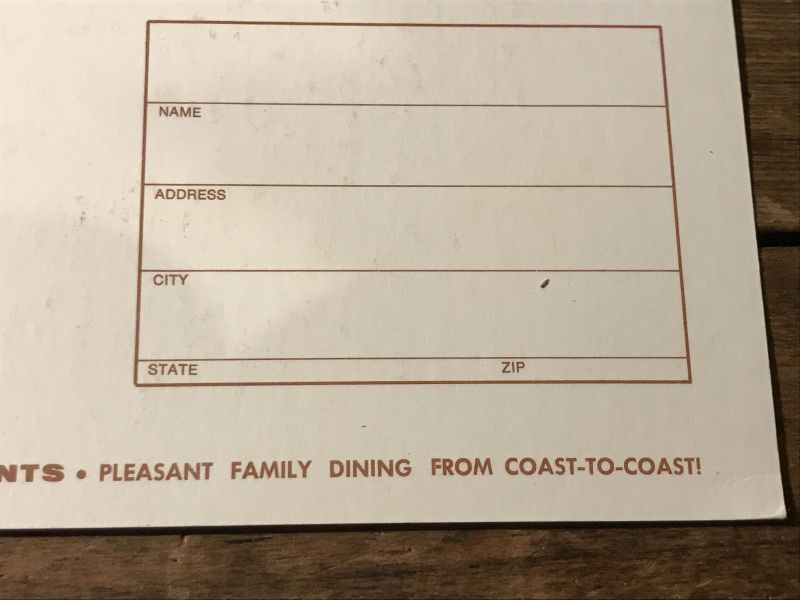 NAME
ADDRESS
CITY
STATE ZIP
NTS • PLEASANT FAMILY DINING FROM COAST-TO-COAST!